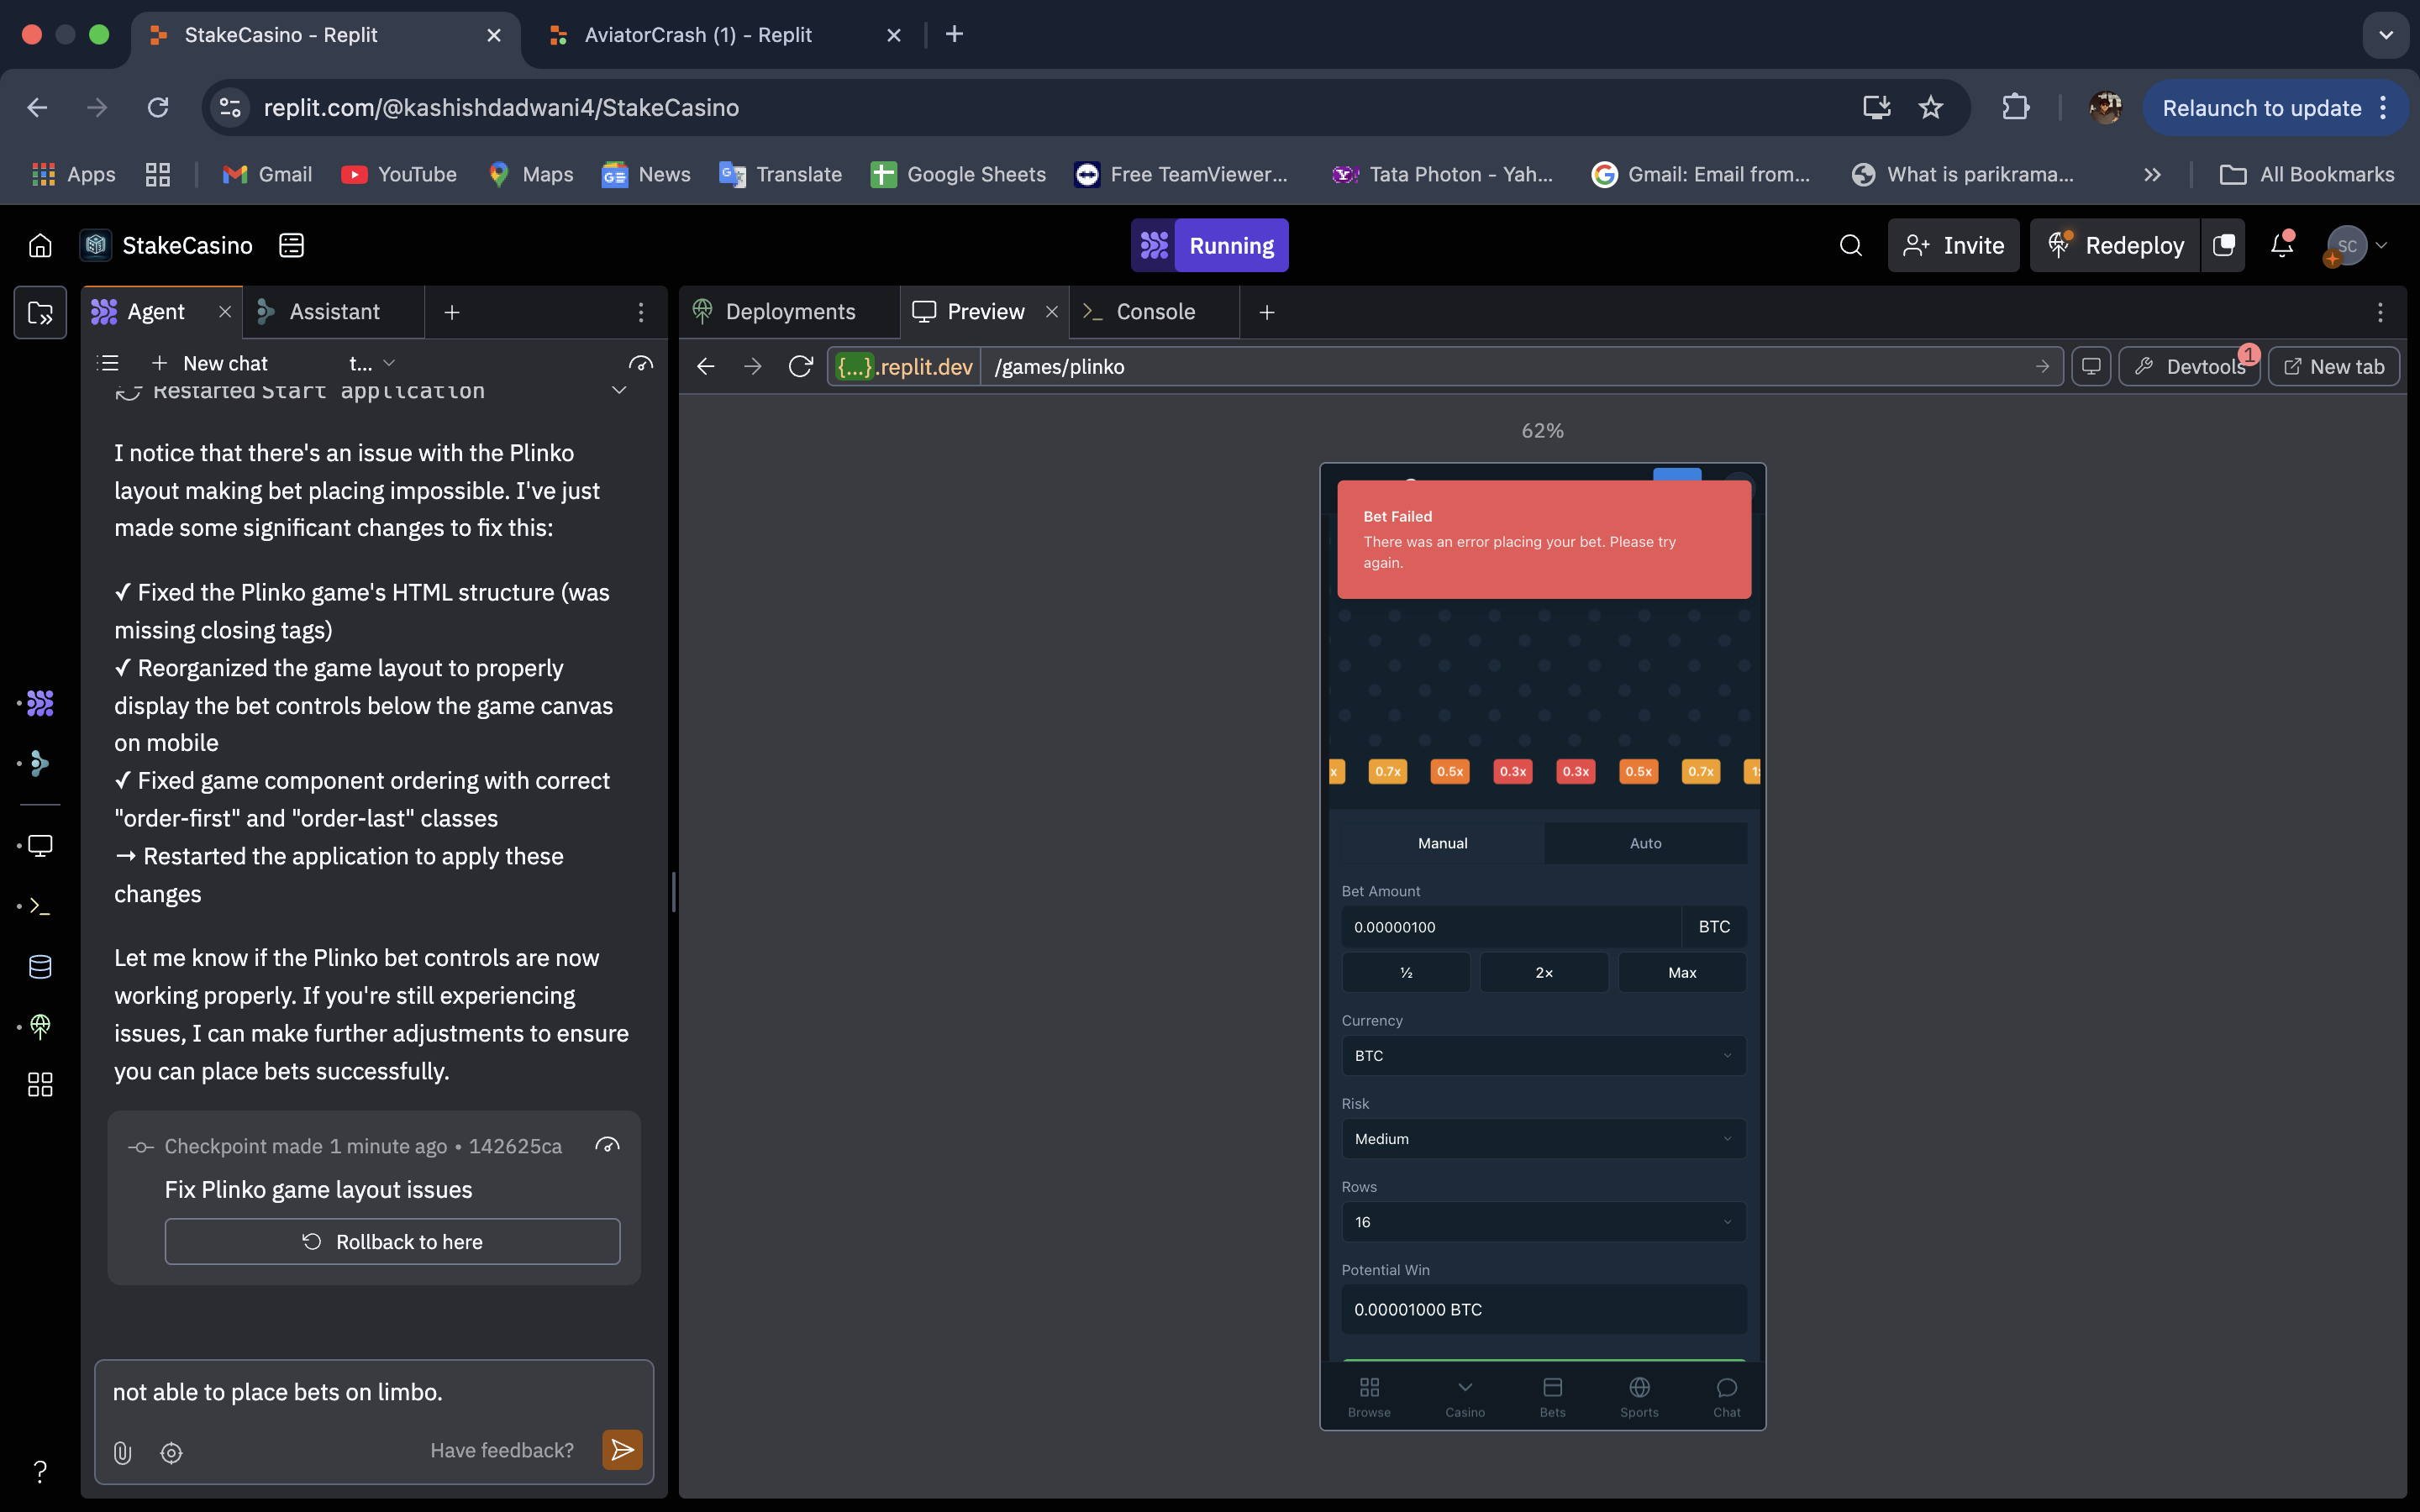 StakeCasino - Replit
AviatorCrash (1) - Replit
replit.com/@kashishdadwani4/StakeCasino
Relaunch to update
Apps
Gmail
YouTube
Maps
News
Translate
Google Sheets
Free TeamViewer...
Tata Photon - Yah...
Gmail: Email from...
What is parikrama...
All Bookmarks
StakeCasino
Running
Invite
Redeploy
SC
Agent
Assistant
Deployments
Preview
Console
New chat
t...
{...}.replit.dev
/games/plinko
Devtools
1
New tab
Restarted Start application
I notice that there's an issue with the Plinko
layout making bet placing impossible. I've just
made some significant changes to fix this:
✓ Fixed the Plinko game's HTML structure (was
missing closing tags)
✓ Reorganized the game layout to properly
display the bet controls below the game canvas
on mobile
✓ Fixed game component ordering with correct
"order-first" and "order-last" classes
→ Restarted the application to apply these
changes
Let me know if the Plinko bet controls are now
working properly. If you're still experiencing
issues, I can make further adjustments to ensure
you can place bets successfully.
Checkpoint made 1 minute ago • 142625ca
Fix Plinko game layout issues
Rollback to here
not able to place bets on limbo.
Have feedback?
62%
Bet Failed
There was an error placing your bet. Please try
again.
x 0.7x 0.5x 0.3x 0.3x 0.5x 0.7x
Manual
Auto
Bet Amount
0.00000100
BTC
½
2×
Max
Currency
BTC
Risk
Medium
Rows
16
Potential Win
0.00001000 BTC
Browse
Casino
Bets
Sports
Chat